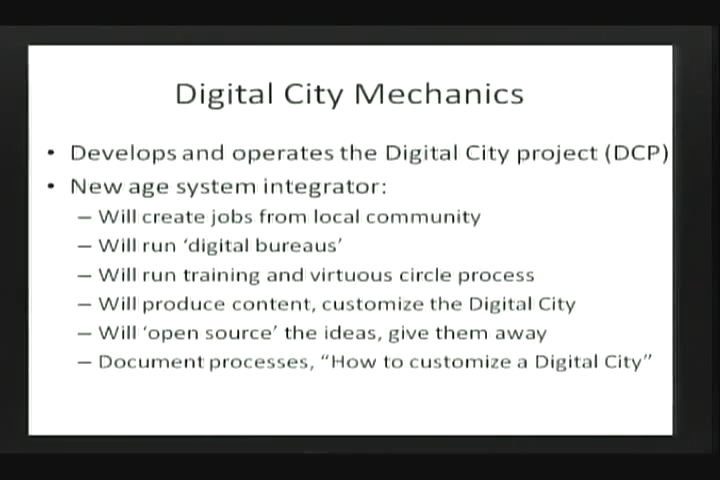 Digital City Mechanics
• Develops and operates the Digital City project (DCP)
• New age system integrator:
– Will create jobs from local community
– Will run ‘digital bureaus’
– Will run training and virtuous circle process
– Will produce content, customize the Digital City
– Will ‘open source’ the ideas, give them away
– Document processes, “How to customize a Digital City”